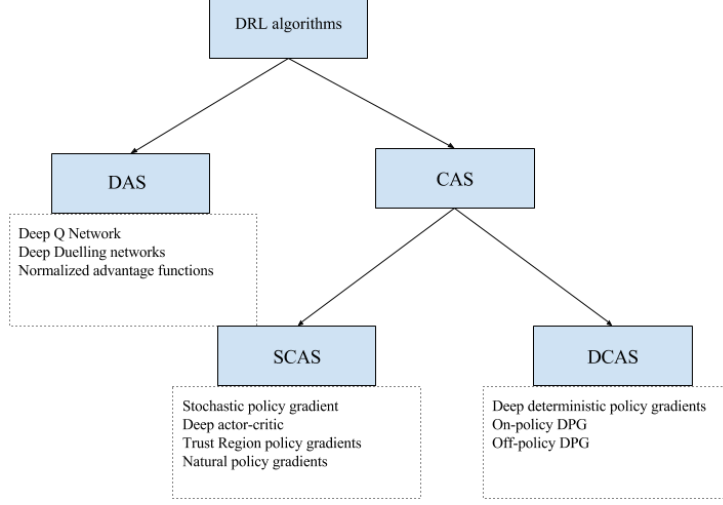 DRL algorithms
DAS
CAS
Deep Q Network
Deep Duelling networks
Normalized advantage functions
SCAS
DCAS
Stochastic policy gradient
Deep actor-critic
Trust Region policy gradients
Natural policy gradients
Deep deterministic policy gradients
On-policy DPG
Off-policy DPG